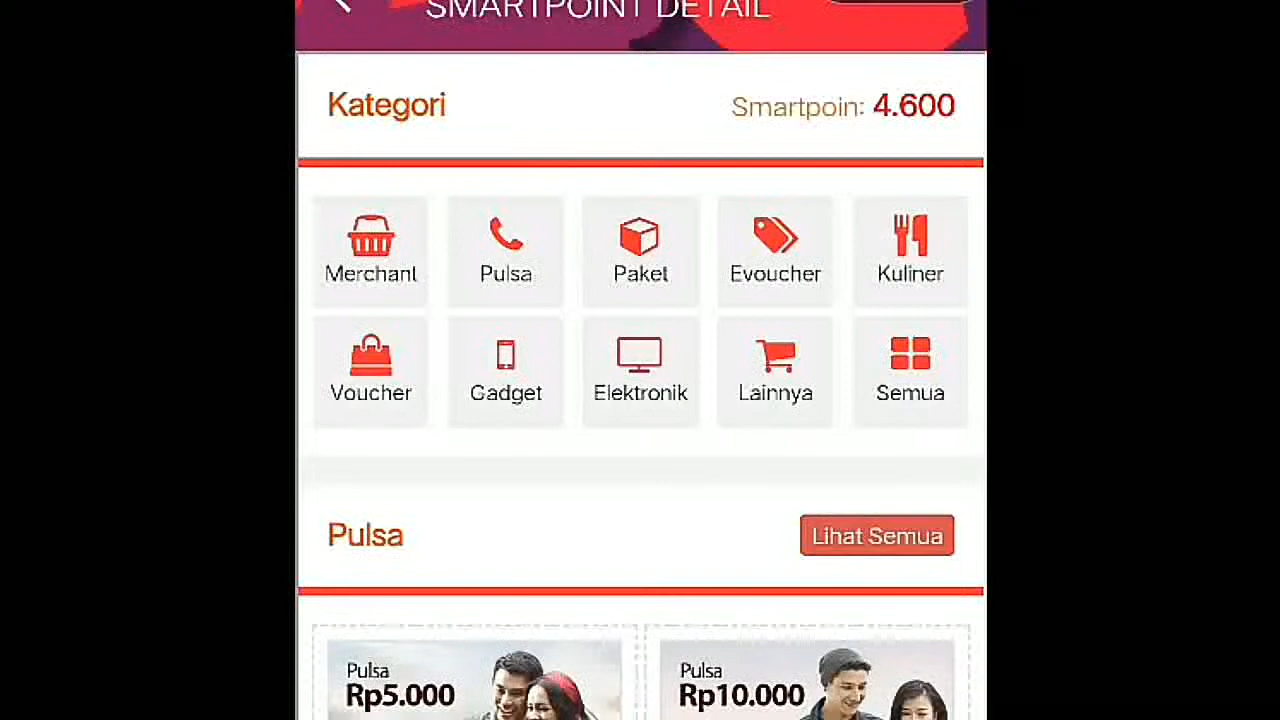 SMARTPOINT DETAIL
Kategori
Smartpoin: 4.600
Merchant
Pulsa
Paket
Evoucher
Kuliner
Voucher
Gadget
Elektronik
Lainnya
Semua
Pulsa
Lihat Semua
Pulsa
Rp5.000
Pulsa
Rp10.000